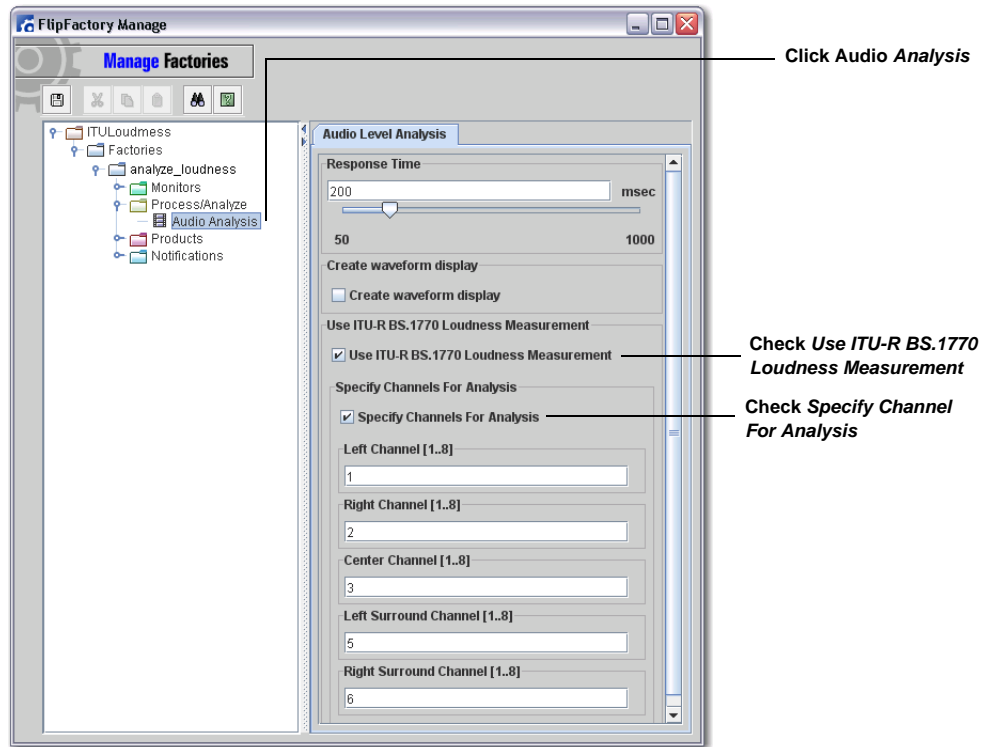 FlipFactory Manage
Manage Factories
Click Audio Analysis
ITULoudmess
Factories
analyze_loudness
Monitors
Process/Analyze
Audio Analysis
Products
Notifications
Audio Level Analysis
Response Time
200 msec
50 1000
Create waveform display
Create waveform display
Use ITU-R BS.1770 Loudness Measurement
Use ITU-R BS.1770 Loudness Measurement
Check Use ITU-R BS.1770
Loudness Measurement
Specify Channels For Analysis
Specify Channels For Analysis
Check Specify Channel
For Analysis
Left Channel [1..8]
1
Right Channel [1..8]
2
Center Channel [1..8]
3
Left Surround Channel [1..8]
5
Right Surround Channel [1..8]
6